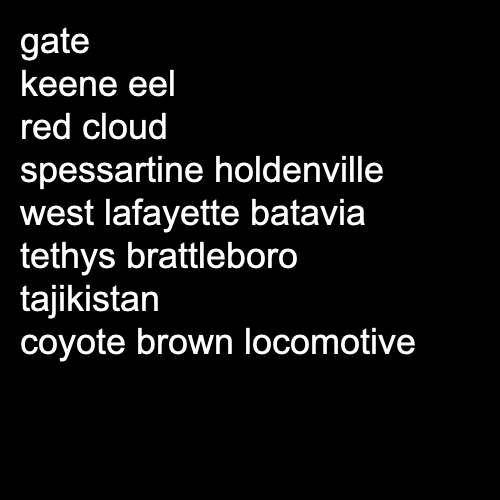 gate
keene eel
red cloud
spessartine holdenville
west lafayette batavia
tethys brattleboro
tajikistan
coyote brown locomotive